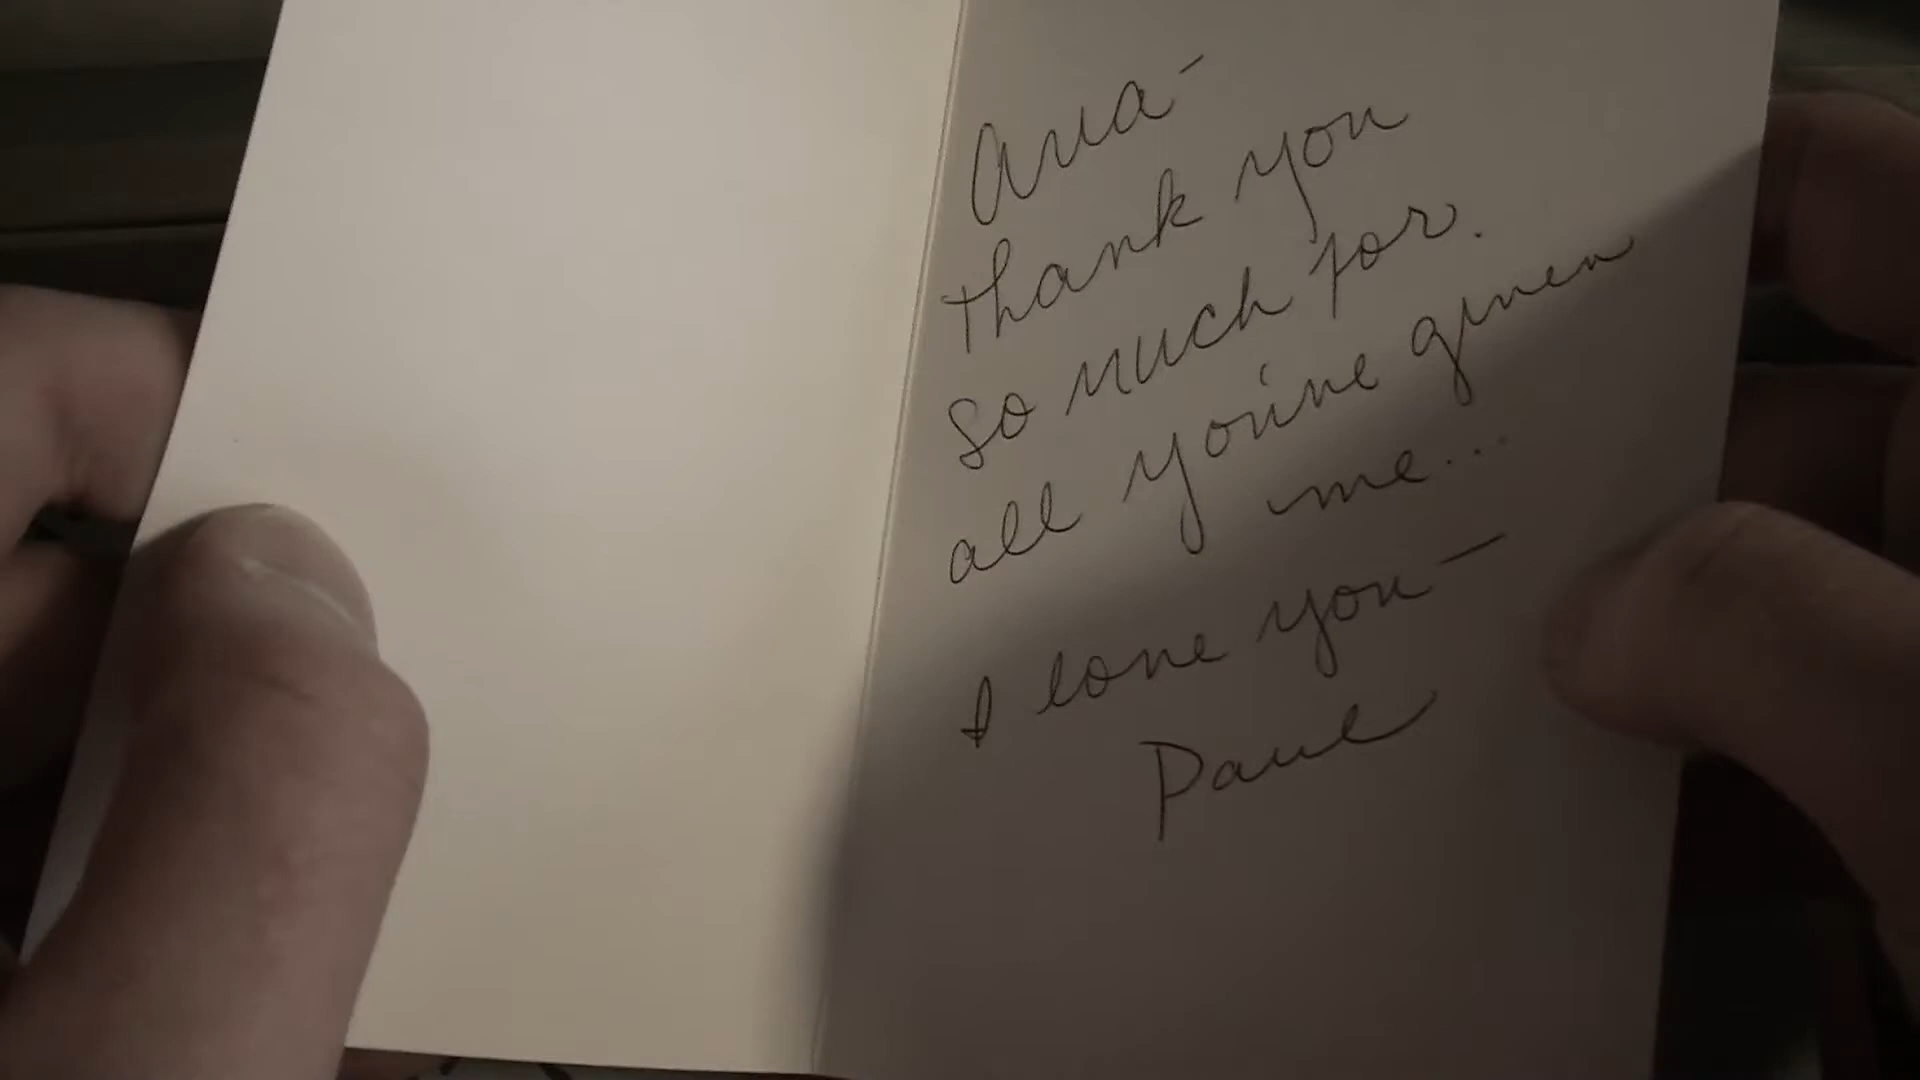 Ana-
Thank you
so much for.
all you've given
me...
I love you-
Paul